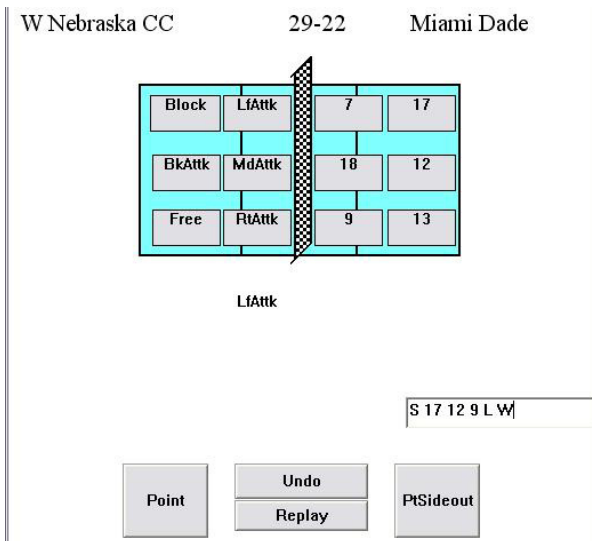 W Nebraska CC 29-22 Miami Dade
Block LfAttk 7 17
BkAttk MdAttk 18 12
Free RtAttk 9 13
LfAttk
S 17 12 9 L W
Point Undo PtSideout
Replay